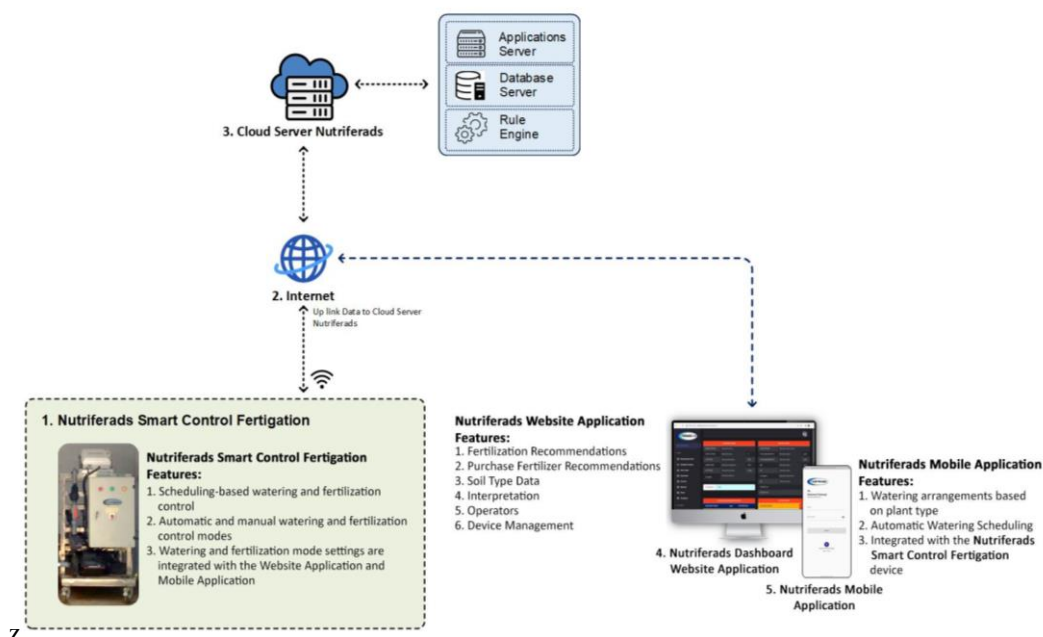 Applications
Server
Database
Server
Rule
Engine
3. Cloud Server Nutriferads
2. Internet
Up link Data to Cloud Server
Nutriferads
1. Nutriferads Smart Control Fertigation
Nutriferads Smart Control Fertigation
Features:
1. Scheduling-based watering and fertilization
control
2. Automatic and manual watering and fertilization
control modes
3. Watering and fertilization mode settings are
integrated with the Website Application and
Mobile Application
Nutriferads Website Application
Features:
1. Fertilization Recommendations
2. Purchase Fertilizer Recommendations
3. Soil Type Data
4. Interpretation
5. Operators
6. Device Management
4. Nutriferads Dashboard
Website Application
Nutriferads Mobile Application
Features:
1. Watering arrangements based
on plant type
2. Automatic Watering Scheduling
3. Integrated with the Nutriferads
Smart Control Fertigation
device
5. Nutriferads Mobile
Application
z